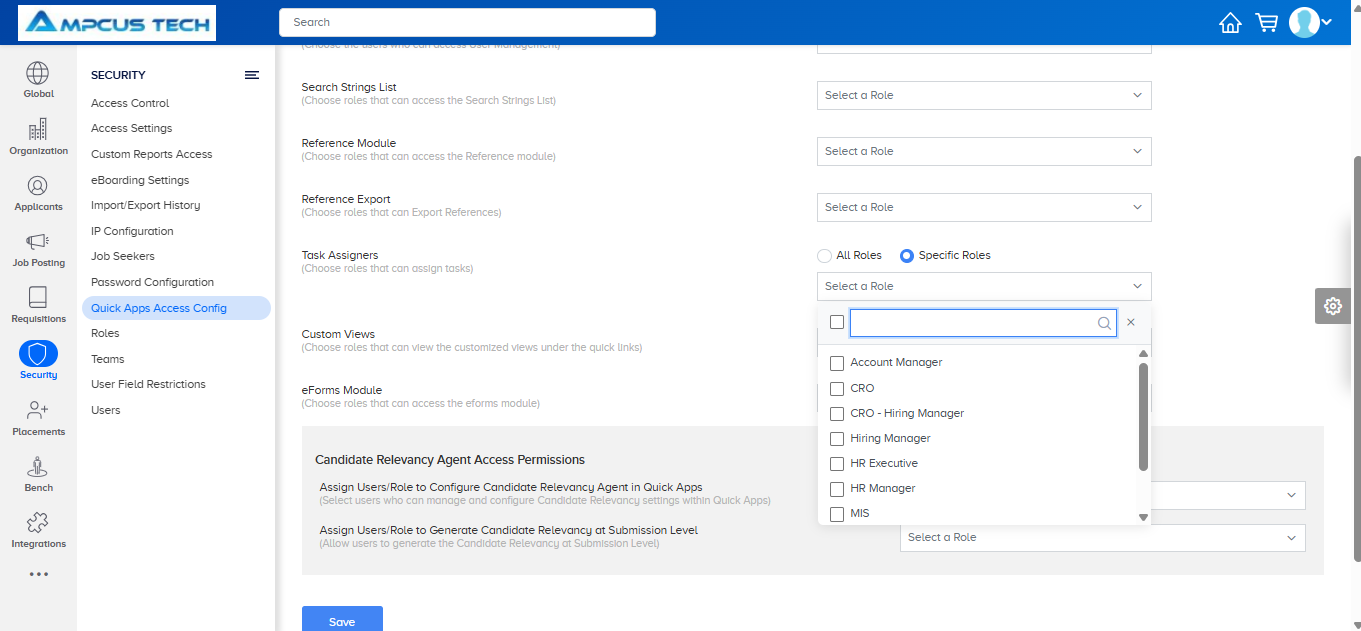 AMPCUS TECH
Search
Global
Organization
Applicants
Job Posting
Requisitions
Security
Placements
Bench
Integrations
SECURITY
Access Control
Access Settings
Custom Reports Access
eBoarding Settings
Import/Export History
IP Configuration
Job Seekers
Password Configuration
Quick Apps Access Config
Roles
Teams
User Field Restrictions
Users
(Choose the users who can access User Management)
Search Strings List
(Choose roles that can access the Search Strings List)
Select a Role
Reference Module
(Choose roles that can access the Reference module)
Select a Role
Reference Export
(Choose roles that can Export References)
Select a Role
Task Assigners
(Choose roles that can assign tasks)
All Roles
Specific Roles
Select a Role
Account Manager
CRO
CRO - Hiring Manager
Hiring Manager
HR Executive
HR Manager
MIS
Custom Views
(Choose roles that can view the customized views under the quick links)
eForms Module
(Choose roles that can access the eforms module)
Candidate Relevancy Agent Access Permissions
Assign Users/Role to Configure Candidate Relevancy Agent in Quick Apps
(Select users who can manage and configure Candidate Relevancy settings within Quick Apps)
Assign Users/Role to Generate Candidate Relevancy at Submission Level
(Allow users to generate the Candidate Relevancy at Submission Level)
Select a Role
Save